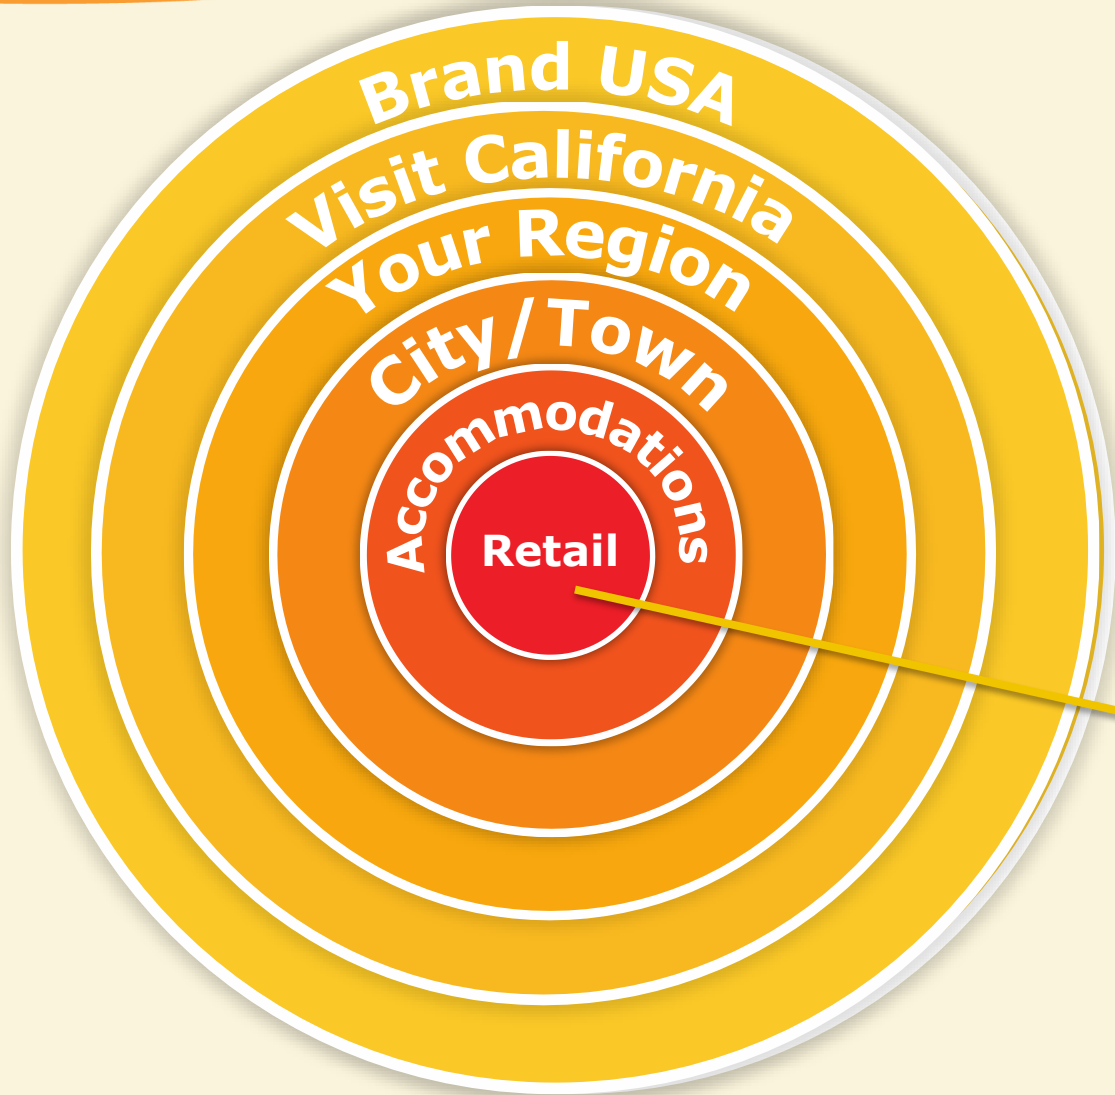 Brand USA
Visit California
Your Region
City/Town
Accommodations
Retail